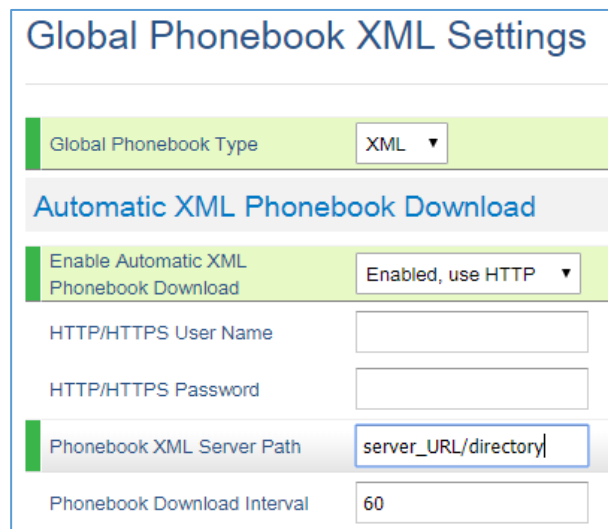 Global Phonebook XML Settings
Global Phonebook Type XML
Automatic XML Phonebook Download
Enable Automatic XML
Phonebook Download Enabled, use HTTP
HTTP/HTTPS User Name
HTTP/HTTPS Password
Phonebook XML Server Path server_URL/directory
Phonebook Download Interval 60